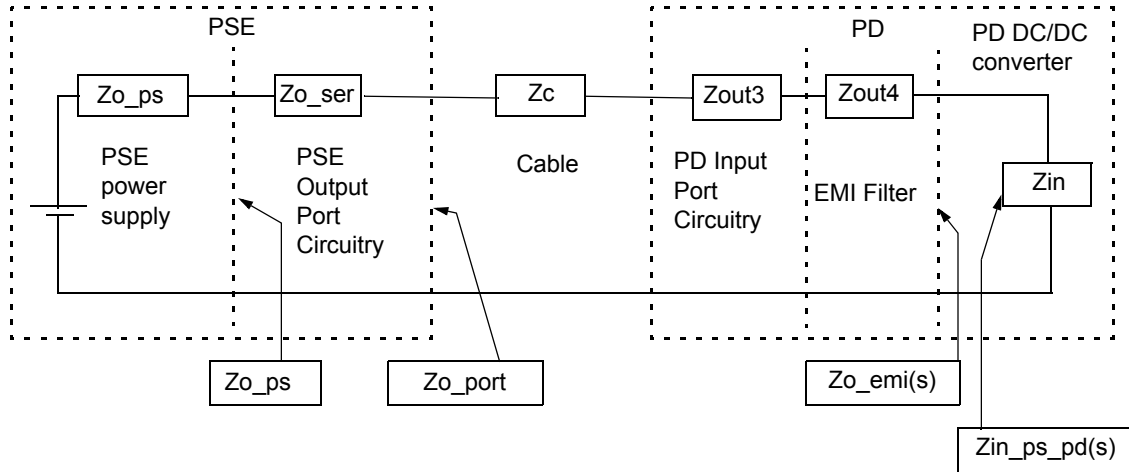 PSE
PD
PD DC/DC
converter
Zo_ps
Zo_ser
Zc
Zout3
Zout4
Zin
PSE
power
supply
PSE
Output
Port
Circuitry
Cable
PD Input
Port
Circuitry
EMI Filter
Zo_ps
Zo_port
Zo_emi(s)
Zin_ps_pd(s)